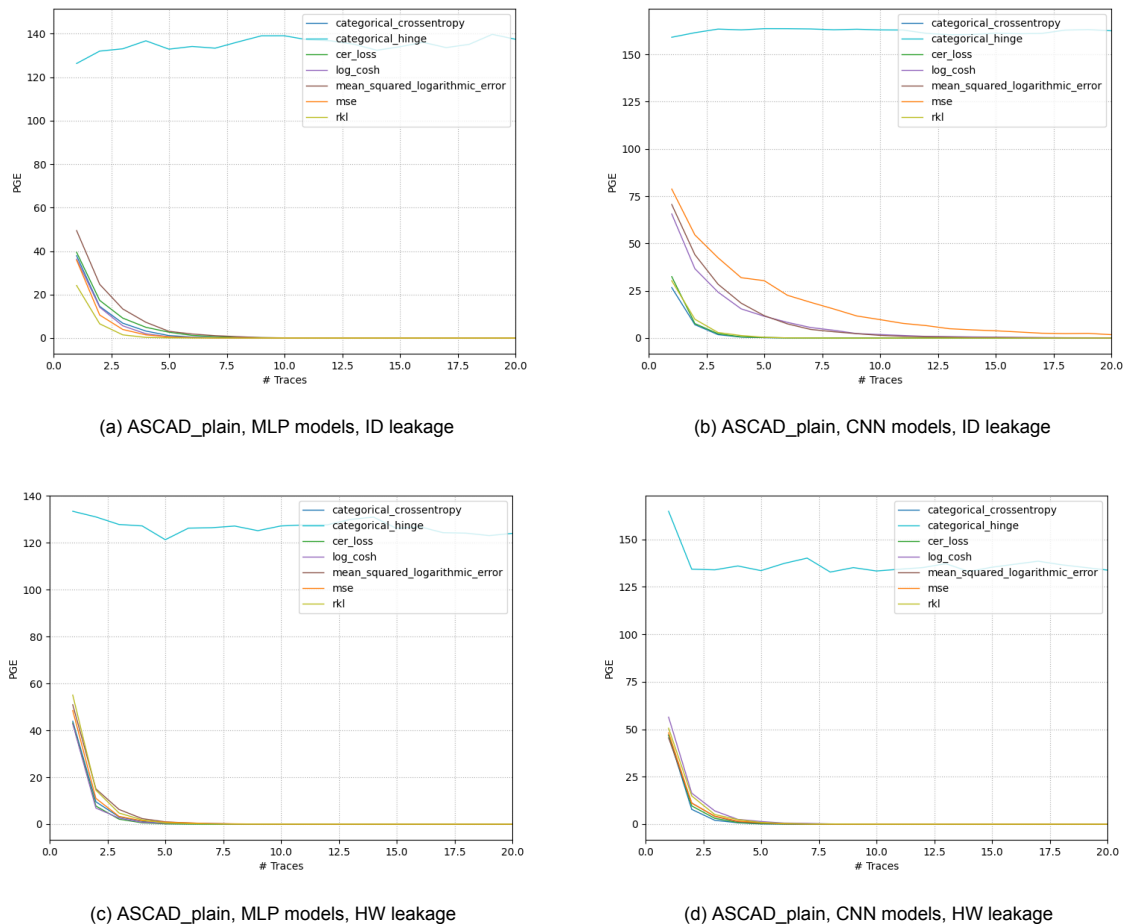 140
120
100
80
60
40
20
0
PGE
0.0 2.5 5.0 7.5 10.0 12.5 15.0 17.5 20.0
# Traces
categorical_crossentropy
categorical_hinge
cer_loss
log_cosh
mean_squared_logarithmic_error
mse
rkl
(a) ASCAD_plain, MLP models, ID leakage
150
125
100
75
50
25
0
PGE
0.0 2.5 5.0 7.5 10.0 12.5 15.0 17.5 20.0
# Traces
categorical_crossentropy
categorical_hinge
cer_loss
log_cosh
mean_squared_logarithmic_error
mse
rkl
(b) ASCAD_plain, CNN models, ID leakage
140
120
100
80
60
40
20
0
PGE
0.0 2.5 5.0 7.5 10.0 12.5 15.0 17.5 20.0
# Traces
categorical_crossentropy
categorical_hinge
cer_loss
log_cosh
mean_squared_logarithmic_error
mse
rkl
(c) ASCAD_plain, MLP models, HW leakage
150
125
100
75
50
25
0
PGE
0.0 2.5 5.0 7.5 10.0 12.5 15.0 17.5 20.0
# Traces
categorical_crossentropy
categorical_hinge
cer_loss
log_cosh
mean_squared_logarithmic_error
mse
rkl
(d) ASCAD_plain, CNN models, HW leakage